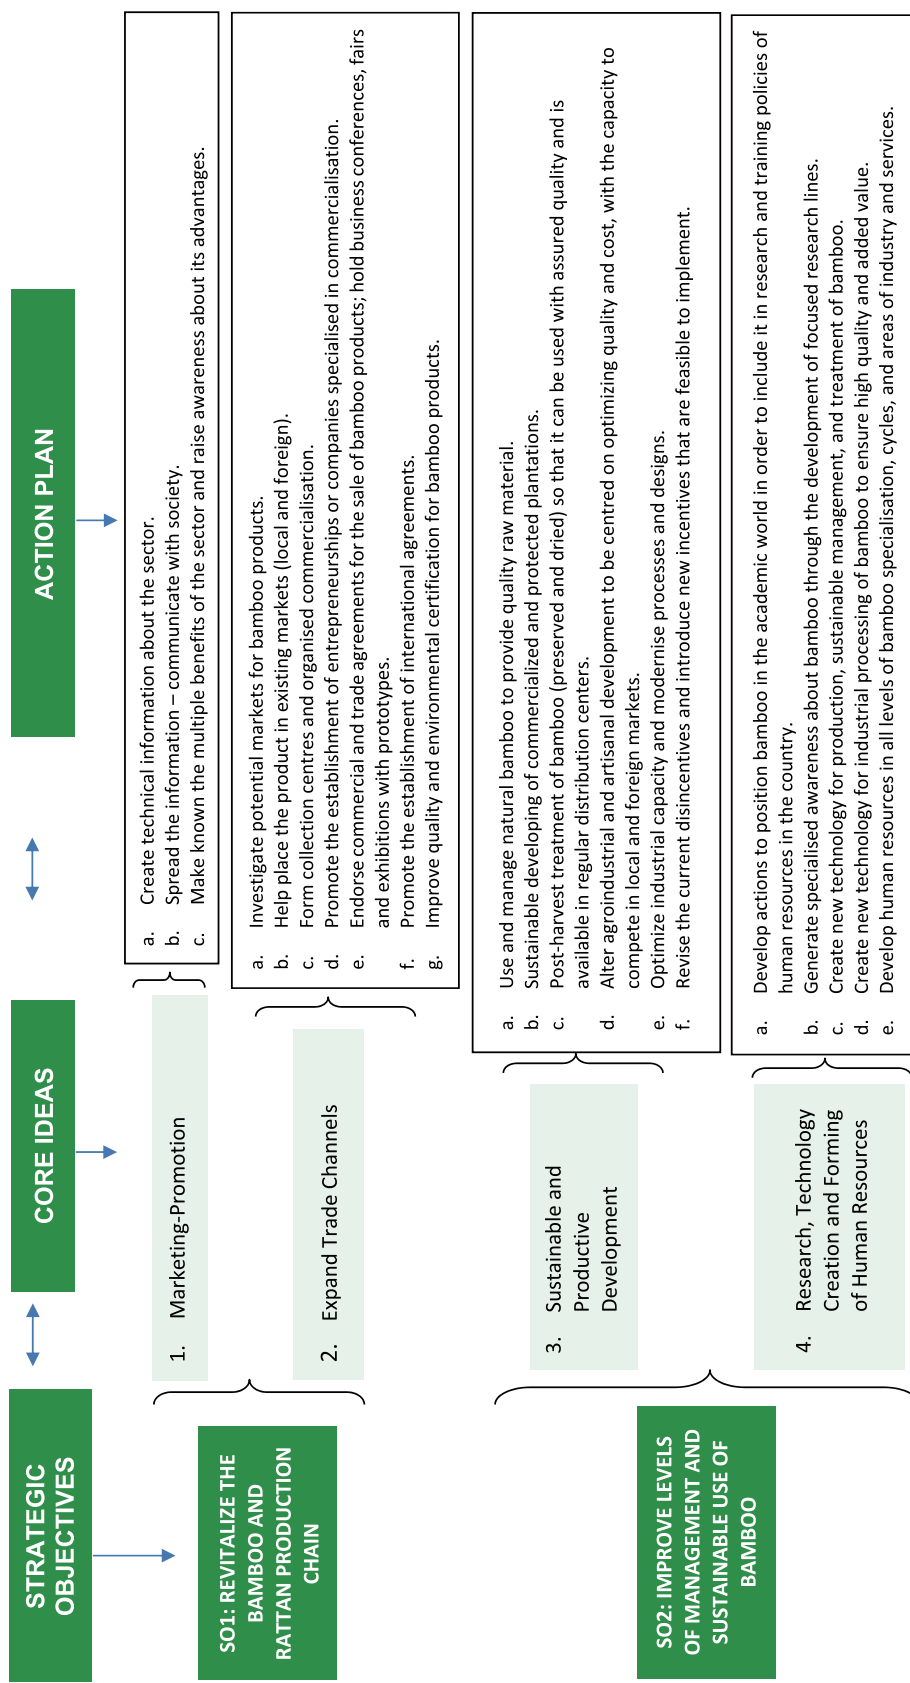 STRATEGIC
OBJECTIVES
CORE IDEAS
ACTION PLAN
SO1: REVITALIZE THE
BAMBOO AND
RATTAN PRODUCTION
CHAIN
1. Marketing-Promotion
a. Create technical information about the sector.
b. Spread the information – communicate with society.
c. Make known the multiple benefits of the sector and raise awareness about its advantages.
2. Expand Trade Channels
a. Investigate potential markets for bamboo products.
b. Help place the product in existing markets (local and foreign).
c. Form collection centres and organised commercialisation.
d. Promote the establishment of entrepreneurships or companies specialised in commercialisation.
e. Endorse commercial and trade agreements for the sale of bamboo products; hold business conferences, fairs
and exhibitions with prototypes.
f. Promote the establishment of international agreements.
g. Improve quality and environmental certification for bamboo products.
SO2: IMPROVE LEVELS
OF MANAGEMENT AND
SUSTAINABLE USE OF
BAMBOO
3. Sustainable and
Productive
Development
a. Use and manage natural bamboo to provide quality raw material.
b. Sustainable developing of commercialized and protected plantations.
c. Post-harvest treatment of bamboo (preserved and dried) so that it can be used with assured quality and is
available in regular distribution centers.
d. Alter agroindustrial and artisanal development to be centred on optimizing quality and cost, with the capacity to
compete in local and foreign markets.
e. Optimize industrial capacity and modernise processes and designs.
f. Revise the current disincentives and introduce new incentives that are feasible to implement.
4. Research, Technology
Creation and Forming
of Human Resources
a. Develop actions to position bamboo in the academic world in order to include it in research and training policies of
human resources in the country.
b. Generate specialised awareness about bamboo through the development of focused research lines.
c. Create new technology for production, sustainable management, and treatment of bamboo.
d. Create new technology for industrial processing of bamboo to ensure high quality and added value.
e. Develop human resources in all levels of bamboo specialisation, cycles, and areas of industry and services.